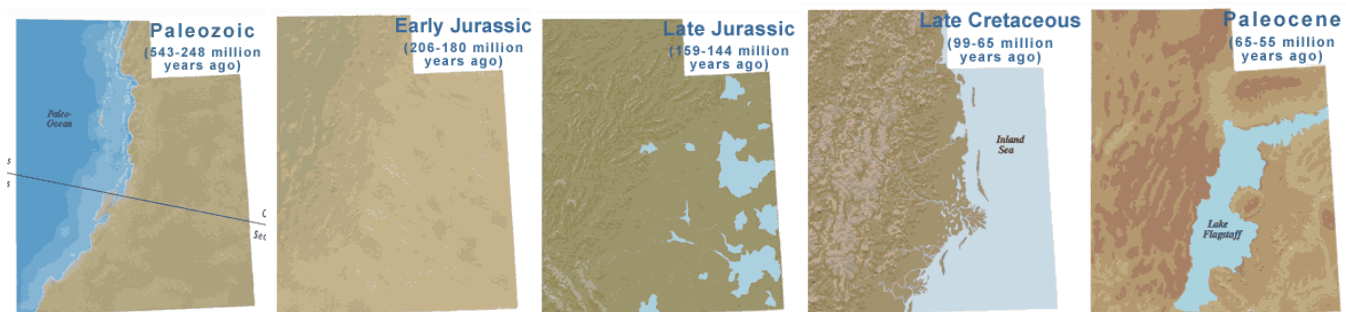 Paleozoic
(543-248 million
years ago)
Paleo-
Ocean
s
s
C
Sec
Early Jurassic
(206-180 million
years ago)
Late Jurassic
(159-144 million
years ago)
Late Cretaceous
(99-65 million
years ago)
Inland
Sea
Paleocene
(65-55 million
years ago)
Lake
Flagstaff